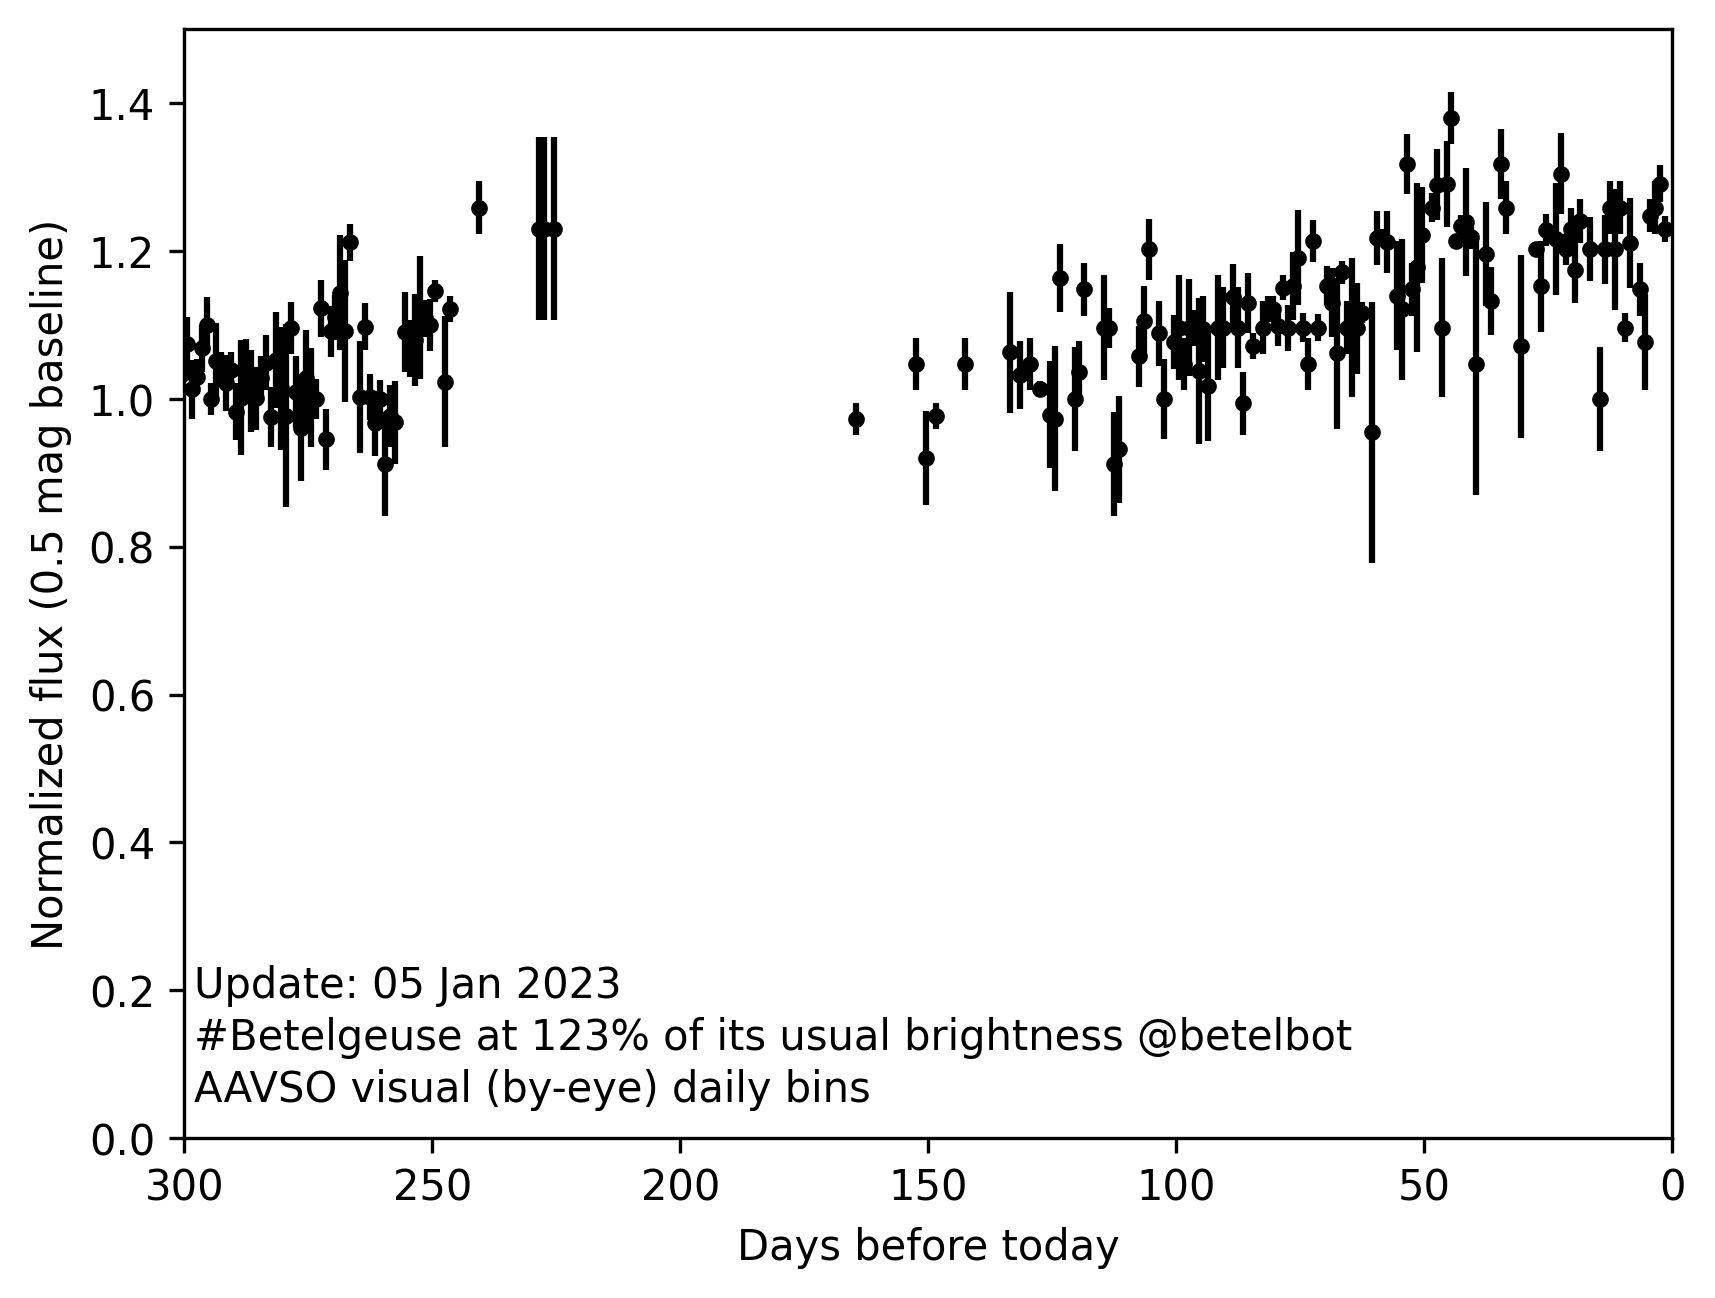 1.4
1.2
1.0
0.8
0.6
0.4
0.2
0.0
Normalized flux (0.5 mag baseline)
Update: 05 Jan 2023
#Betelgeuse at 123% of its usual brightness @betelbot
AAVSO visual (by-eye) daily bins
300 250 200 150 100 50 0
Days before today